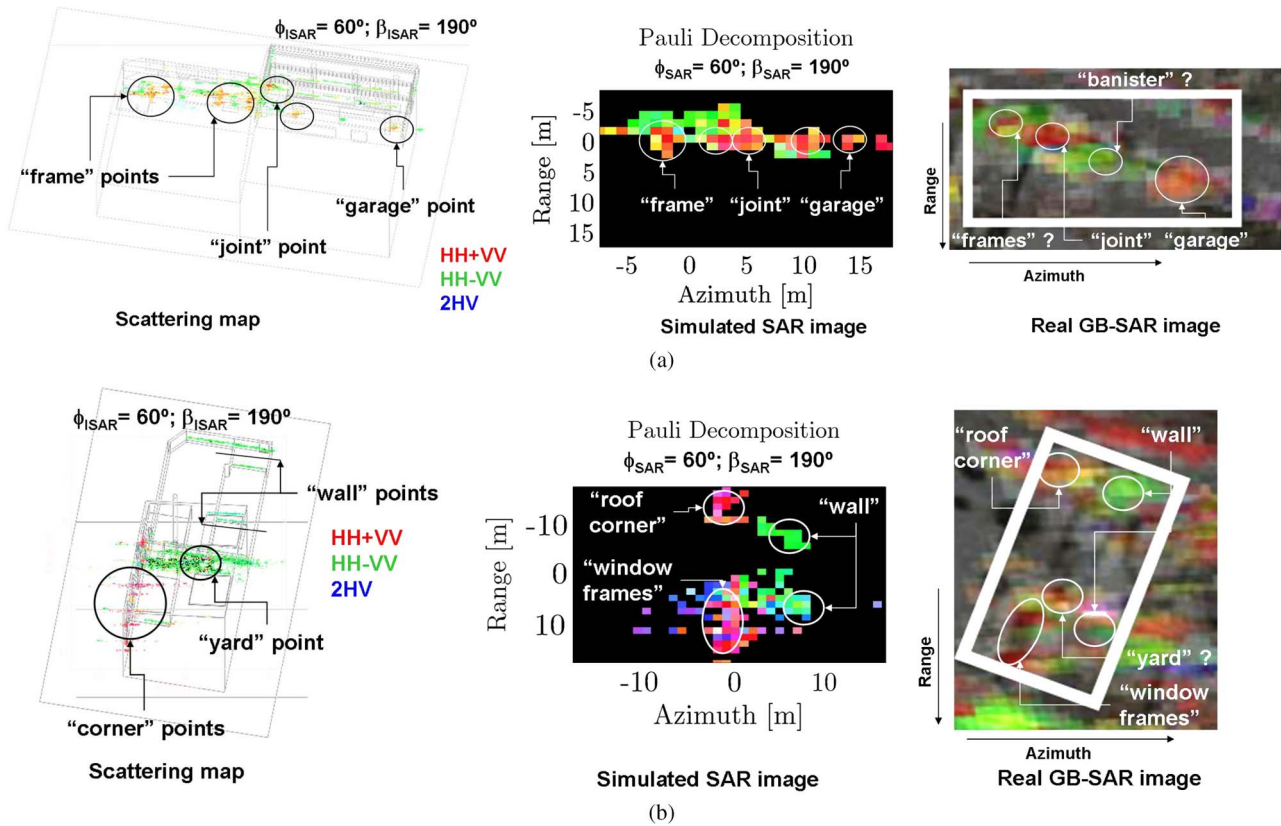 ϕISAR= 60º; βISAR= 190º
“frame” points
“joint” point
“garage” point
HH+VV
HH-VV
2HV
Scattering map
Pauli Decomposition
ϕSAR= 60º; βSAR= 190º
Range [m]
-5
0
5
10
15
“frame”
“joint”
“garage”
-5
0
5
10
15
Azimuth [m]
Simulated SAR image
“banister” ?
Range
“frames” ?
“joint”
“garage”
Azimuth
Real GB-SAR image
(a)
ϕISAR= 60º; βISAR= 190º
“wall” points
HH+VV
HH-VV
2HV
“yard” point
“corner” points
Scattering map
Pauli Decomposition
ϕSAR= 60º; βSAR= 190º
Range [m]
-10
0
10
“roof
corner”
“wall”
“window
frames”
-10
0
10
Azimuth [m]
Simulated SAR image
“roof
corner”
“wall”
Range
“yard” ?
“window
frames”
Azimuth
Real GB-SAR image
(b)